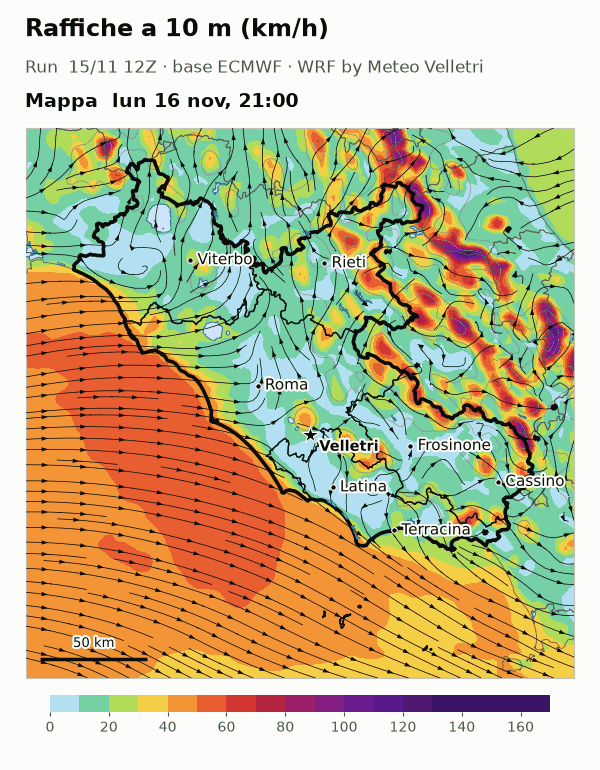 Raffiche a 10 m (km/h)
Run 15/11 12Z · base ECMWF · WRF by Meteo Velletri
Mappa lun 16 nov, 21:00
Viterbo
Rieti
Roma
Velletri
Frosinone
Latina
Cassino
Terracina
50 km
0 20 40 60 80 100 120 140 160